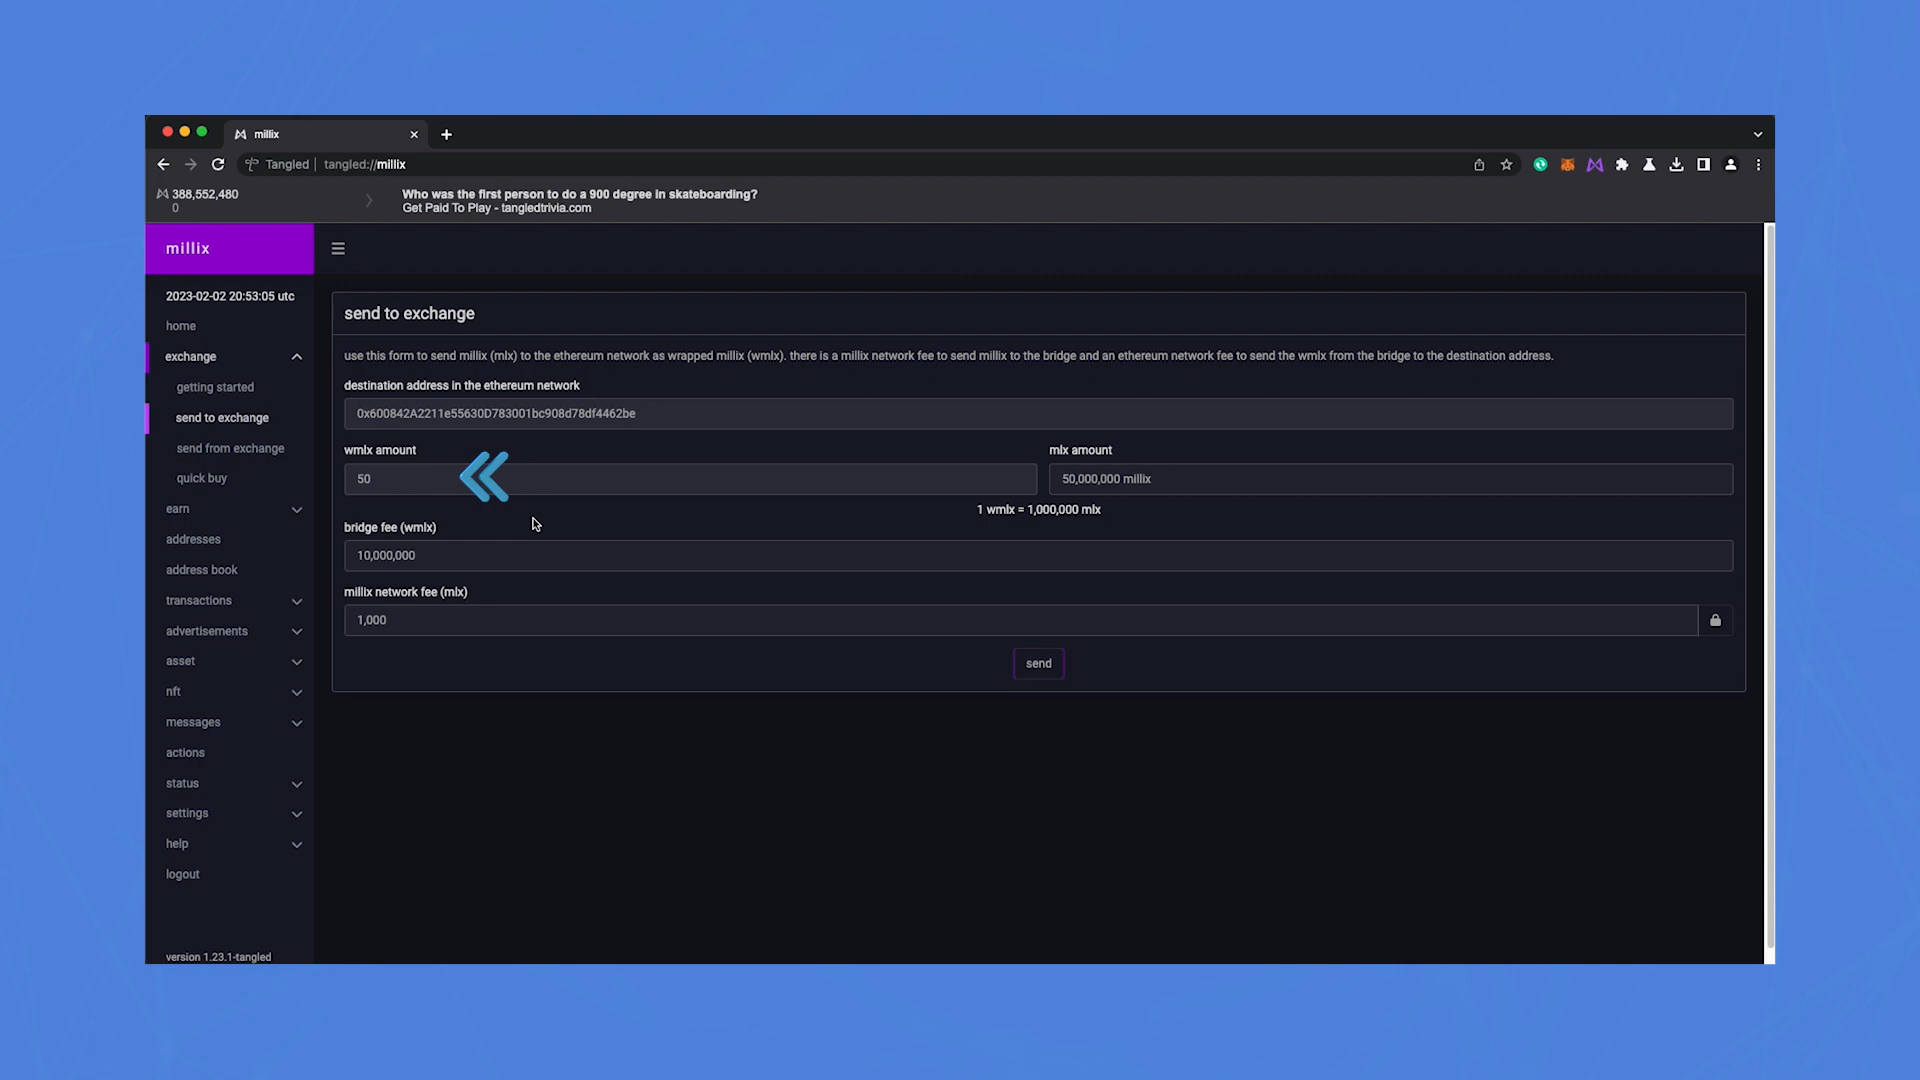 millix
Tangled | tangled://millix
388,552,480
0
Who was the first person to do a 900 degree in skateboarding?
Get Paid To Play - tangledtrivia.com
millix
2023-02-02 20:53:05 utc
home
exchange
getting started
send to exchange
send from exchange
quick buy
earn
addresses
address book
transactions
advertisements
asset
nft
messages
actions
status
settings
help
logout
version 1.23.1-tangled
send to exchange
use this form to send millix (mlx) to the ethereum network as wrapped millix (wmlx). there is a millix network fee to send millix to the bridge and an ethereum network fee to send the wmlx from the bridge to the destination address.
destination address in the ethereum network
0x600842A2211e55630D783001bc908d78df4462be
wmlx amount
50
mlx amount
50,000,000 millix
1 wmlx = 1,000,000 mlx
bridge fee (wmlx)
10,000,000
millix network fee (mlx)
1,000
send